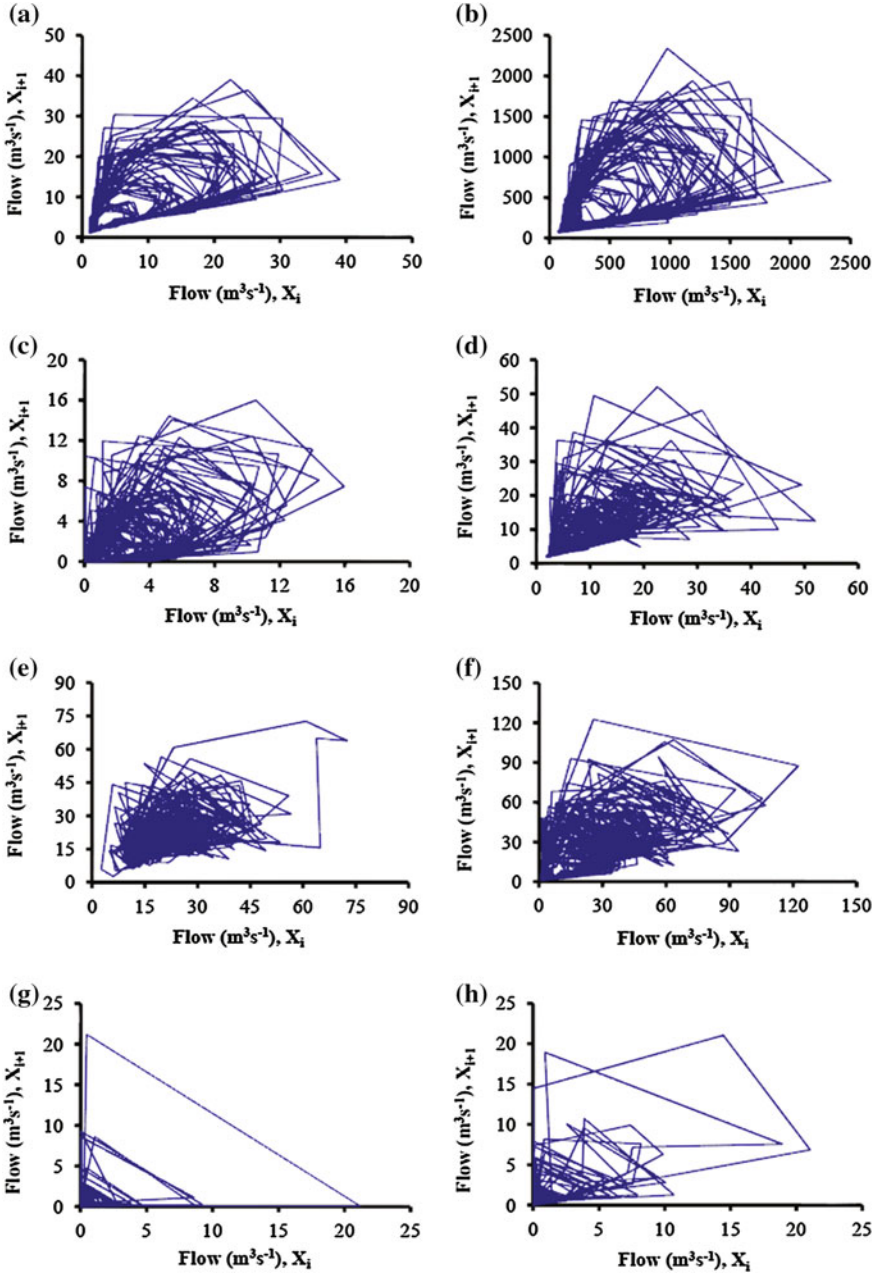 (a)
50
40
30
20
10
0
Flow (m³s⁻¹), Xᵢ₊₁
0 10 20 30 40 50
Flow (m³s⁻¹), Xᵢ
(b)
2500
2000
1500
1000
500
0
Flow (m³s⁻¹), Xᵢ₊₁
500 1000 1500 2000 2500
Flow (m³s⁻¹), Xᵢ
(c)
20
16
12
8
4
0
Flow (m³s⁻¹), Xᵢ₊₁
0 4 8 12 16 20
Flow (m³s⁻¹), Xᵢ
(d)
60
50
40
30
20
10
0
Flow (m³s⁻¹), Xᵢ₊₁
0 10 20 30 40 50 60
Flow (m³s⁻¹), Xᵢ
(e)
90
75
60
45
30
15
0
Flow (m³s⁻¹), Xᵢ₊₁
0 15 30 45 60 75 90
Flow (m³s⁻¹), Xᵢ
(f)
150
120
90
60
30
0
Flow (m³s⁻¹), Xᵢ₊₁
0 30 60 90 120 150
Flow (m³s⁻¹), Xᵢ
(g)
25
20
15
10
5
0
Flow (m³s⁻¹), Xᵢ₊₁
0 5 10 15 20 25
Flow (m³s⁻¹), Xᵢ
(h)
25
20
15
10
5
0
Flow (m³s⁻¹), Xᵢ₊₁
0 5 10 15 20 25
Flow (m³s⁻¹), Xᵢ